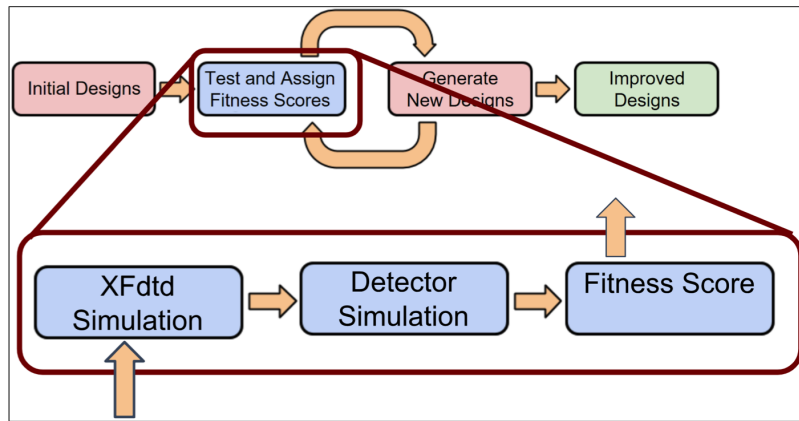 Initial Designs
Test and Assign
Fitness Scores
Generate
New Designs
Improved
Designs
XFdtd
Simulation
Detector
Simulation
Fitness Score